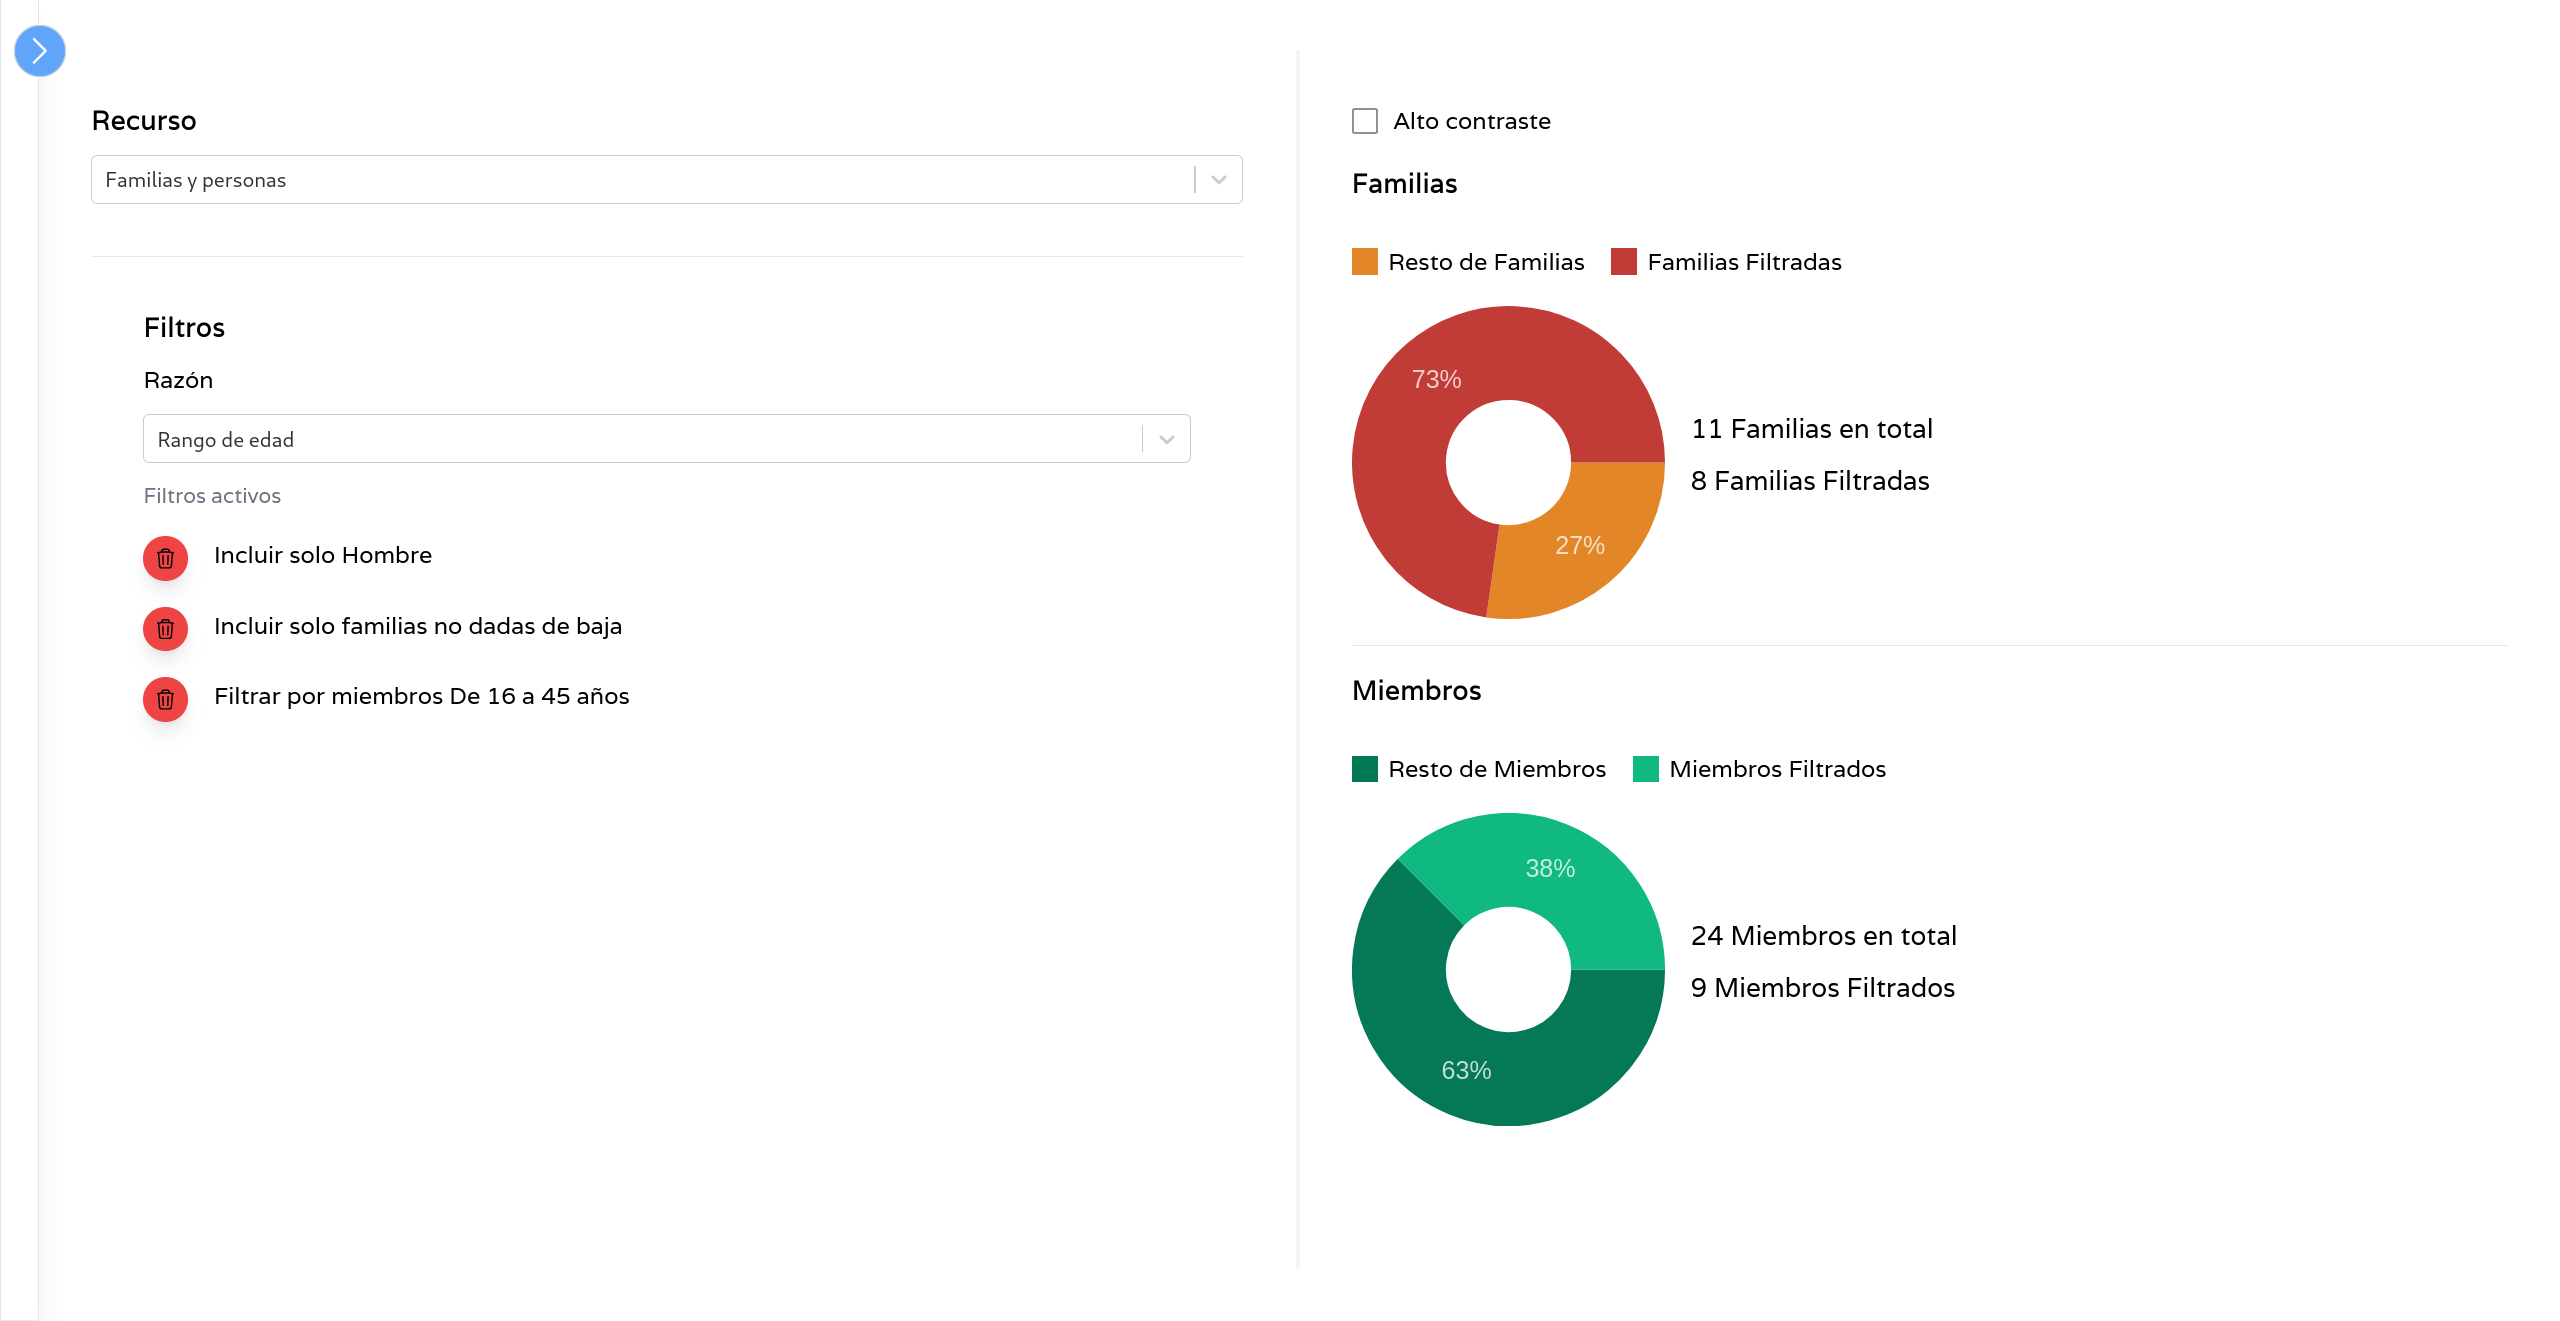 Recurso
Familias y personas
Filtros
Razón
Rango de edad
Filtros activos
Incluir solo Hombre
Incluir solo familias no dadas de baja
Filtrar por miembros De 16 a 45 años
Alto contraste
Familias
Resto de Familias Familias Filtradas
73%
27%
11 Familias en total
8 Familias Filtradas
Miembros
Resto de Miembros Miembros Filtrados
38%
63%
24 Miembros en total
9 Miembros Filtrados